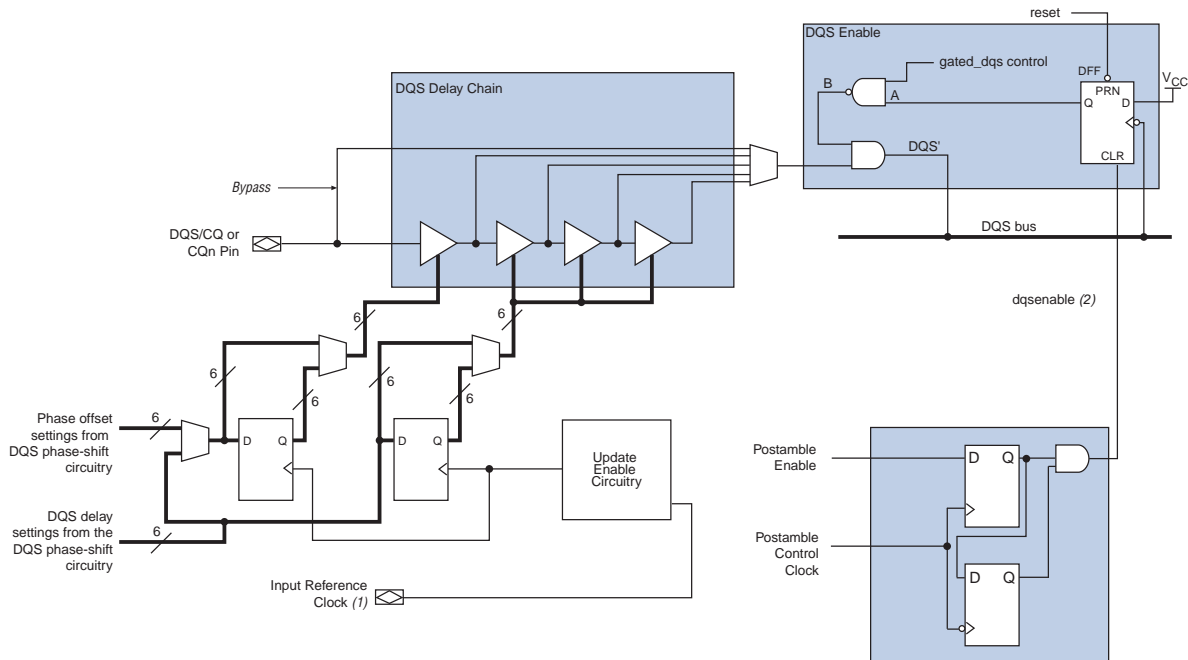 reset
DQS Enable
gated_dqs control
DFF
VCC
B
A
PRN
Q
D
CLR
DQS'
DQS Delay Chain
Bypass
DQS/CQ or
CQn Pin
DQS bus
dqsenable (2)
6
6
6
6
6
6
Phase offset
settings from
DQS phase-shift
circuitry
6
D
Q
D
Q
Update
Enable
Circuitry
DQS delay
settings from the
DQS phase-shift
circuitry
6
Input Reference
Clock (1)
Postamble
Enable
D
Q
Postamble
Control
Clock
D
Q